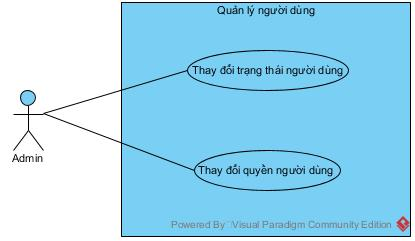 Quản lý người dùng
Thay đổi trạng thái người dùng
Admin
Thay đổi quyền người dùng
Powered By Visual Paradigm Community Edition